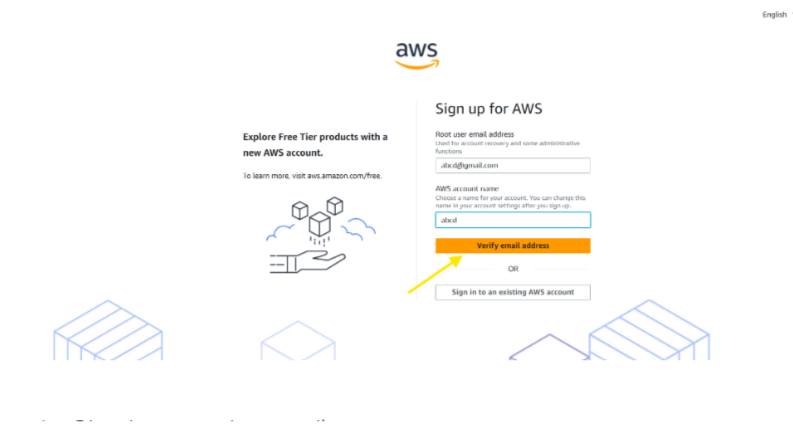 English
aws
Sign up for AWS
Explore Free Tier products with a
new AWS account.
To learn more, visit aws.amazon.com/free.
Root user email address
Used for account recovery and some administrative
functions
abcd@gmail.com
AWS account name
Choose a name for your account. You can change this
name in your account settings after you sign up.
abcd
Verify email address
OR
Sign in to an existing AWS account